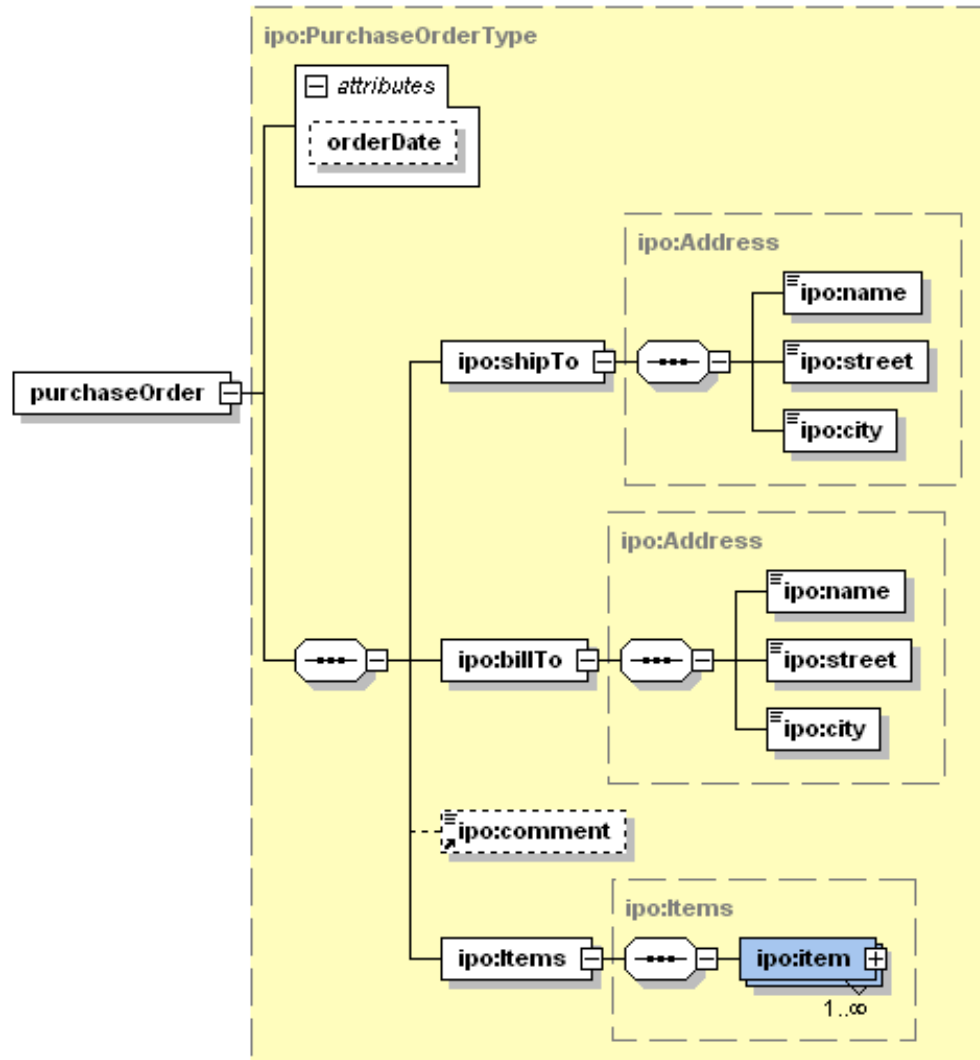 ipo:PurchaseOrderType
attributes
orderDate
ipo:Address
ipo:name
ipo:shipTo
ipo:street
purchaseOrder
ipo:city
ipo:Address
ipo:name
ipo:billTo
ipo:street
ipo:city
ipo:comment
ipo:Items
ipo:Items
ipo:item
1..∞